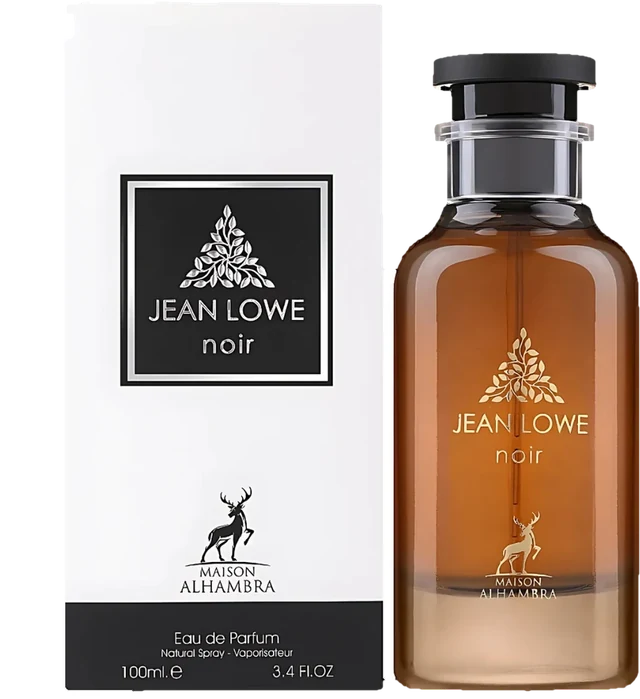 JEAN LOWE
noir
MAISON
ALHAMBRA
Eau de Parfum
Natural Spray - Vaporisateur
100ml.e 3.4 Fl.OZ
JEAN LOWE
noir
MAISON
ALHAMBRA